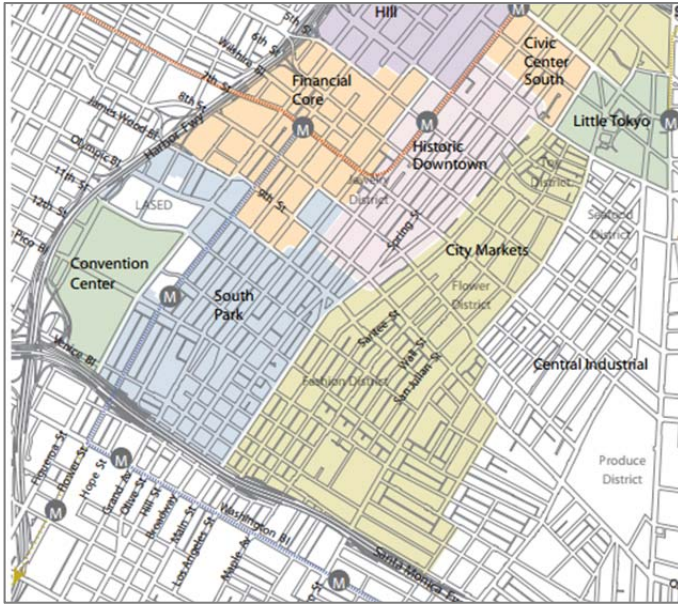 Hill
5th St
6th St
Civic
Center
South
Wilshire Bl
7th St
Financial
Core
8th St
James Wood Bl
Harbor Fwy
M
M
M
M
Little Tokyo
Historic
Downtown
Toy
District
Olympic Bl
11th St
Jewelry
District
9th St
LASED
12th St
Spring St
Seafood
District
Pico Bl
City Markets
Convention
Center
Flower
District
M
South
Park
Santee St
Wall St
San Julian St
Venice Bl
Central Industrial
Fashion District
Figueroa St
Flower St
Hope St
Grand Av
Olive St
Hill St
Broadway
Main St
Los Angeles St
Maple Av
M
Washington Bl
Produce
District
M
Santa Monica F
M